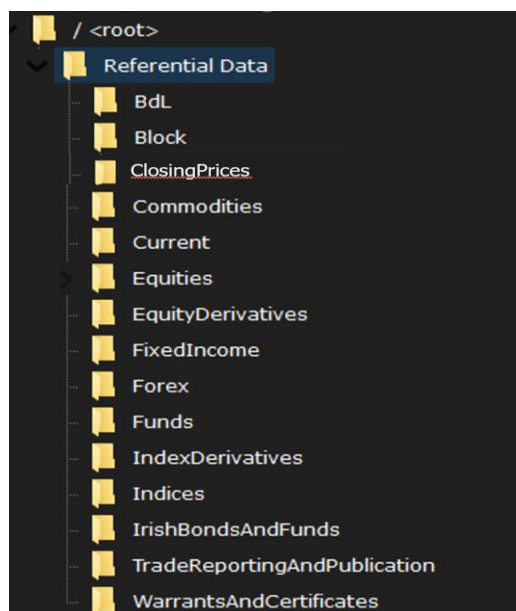 / <root>
Referential Data
BdL
Block
ClosingPrices
Commodities
Current
Equities
EquityDerivatives
FixedIncome
Forex
Funds
IndexDerivatives
Indices
IrishBondsAndFunds
TradeReportingAndPublication
WarrantsAndCertificates